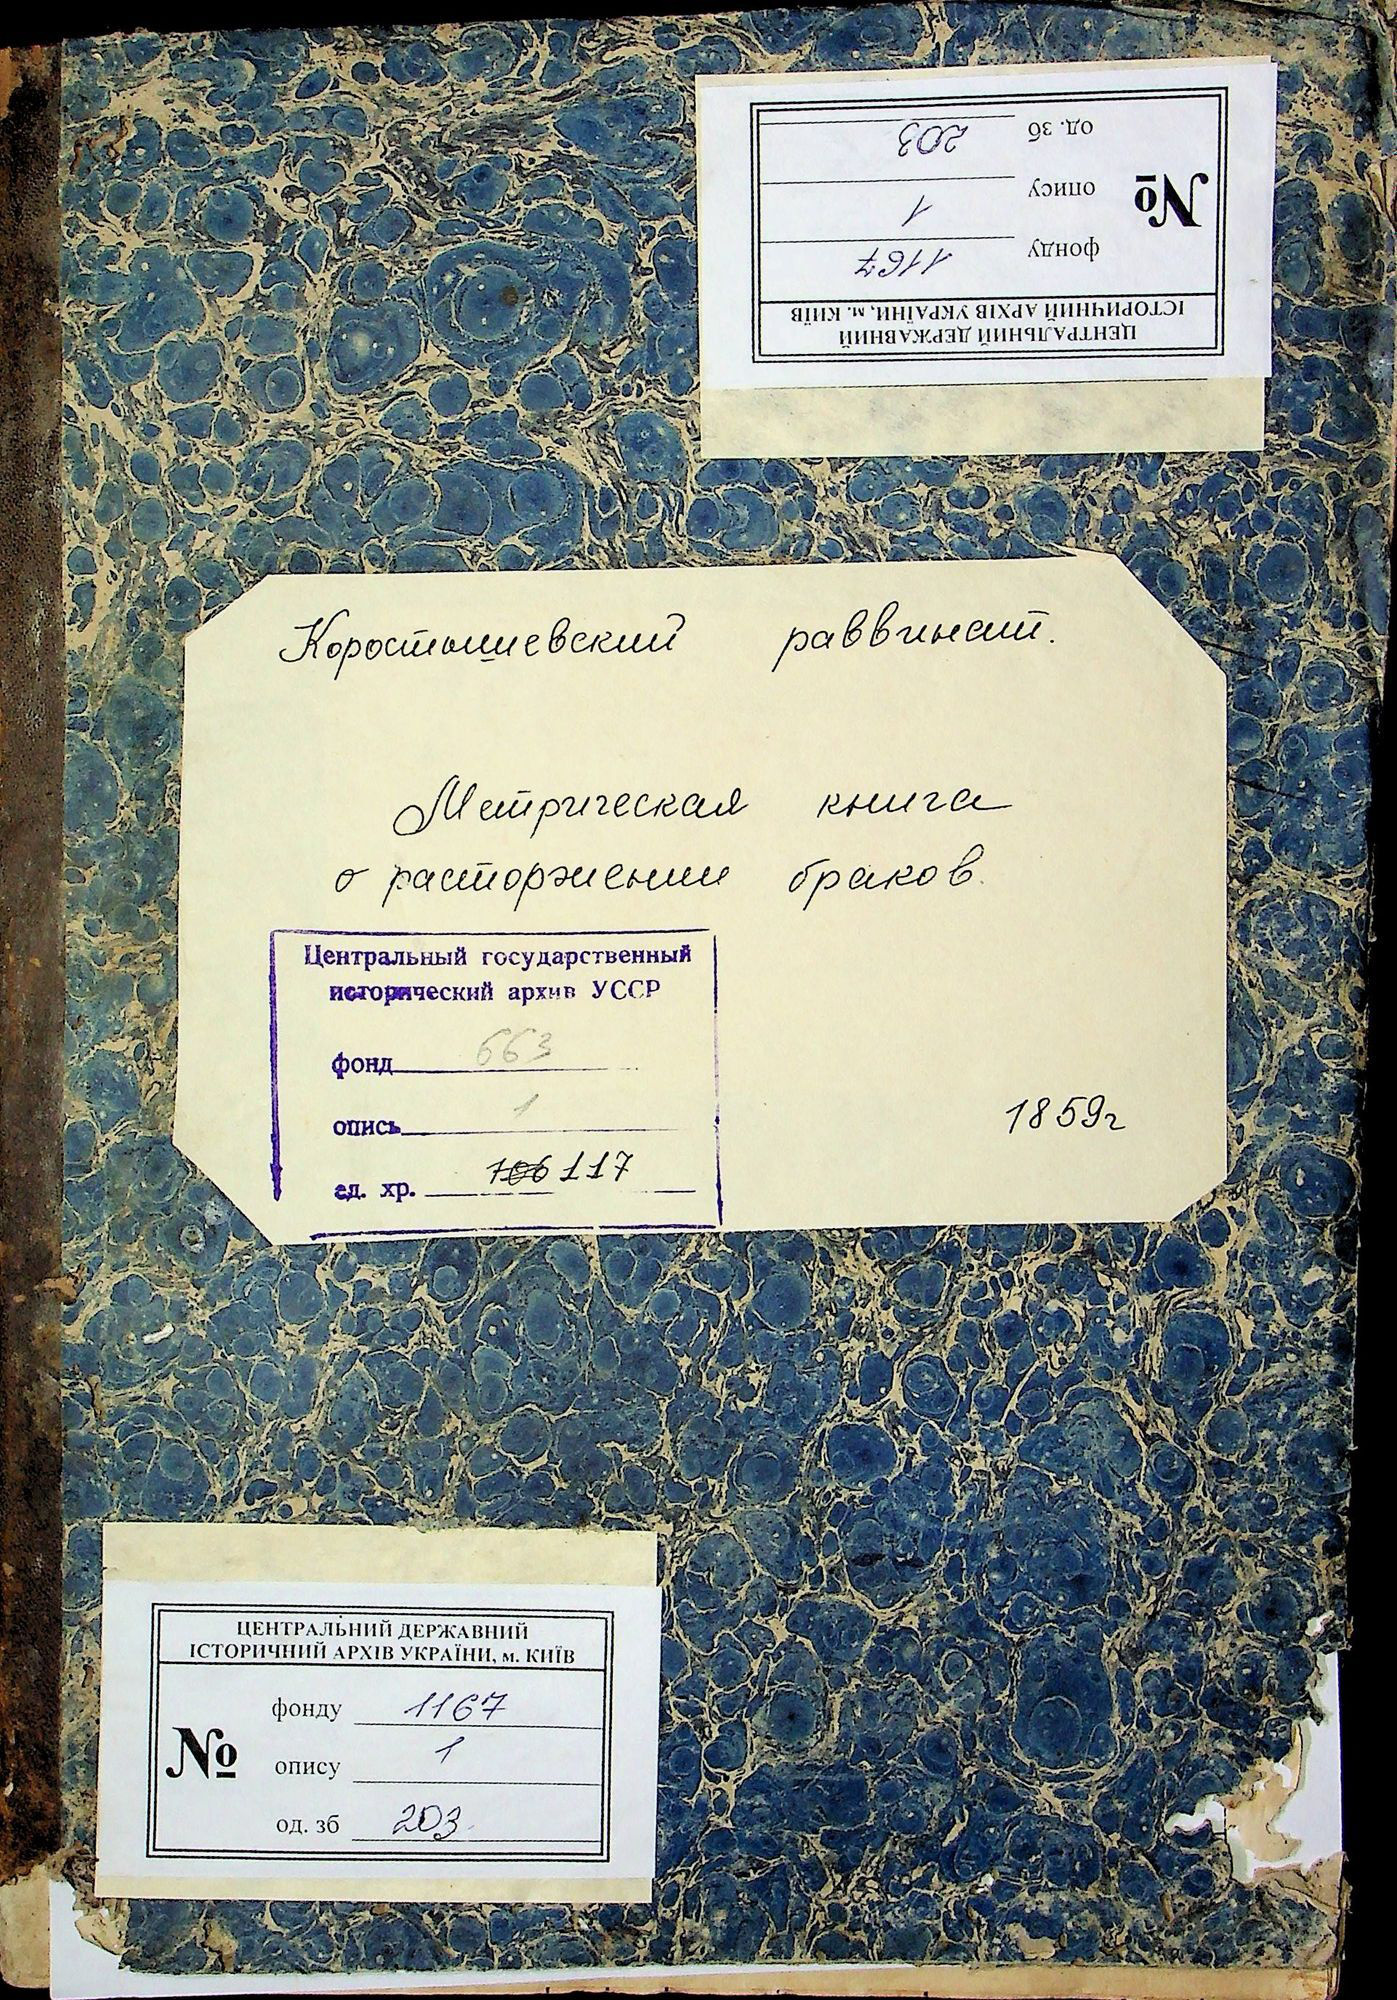 ЦЕНТРАЛЬНИЙ ДЕРЖАВНИЙ
ІСТОРИЧНИЙ АРХІВ УКРАЇНИ, м. КИЇВ
№
фонду 1167
опису 1
од. зб 203
Коростышевский раввинат.
Метрическая книга
о расторжении браков.
Центральный государственный
исторический архив УССР
фонд 663
опись 1
ед. хр. 106 117
1859г
ЦЕНТРАЛЬНИЙ ДЕРЖАВНИЙ
ІСТОРИЧНИЙ АРХІВ УКРАЇНИ, м. КИЇВ
№
фонду 1167
опису 1
од. зб 203